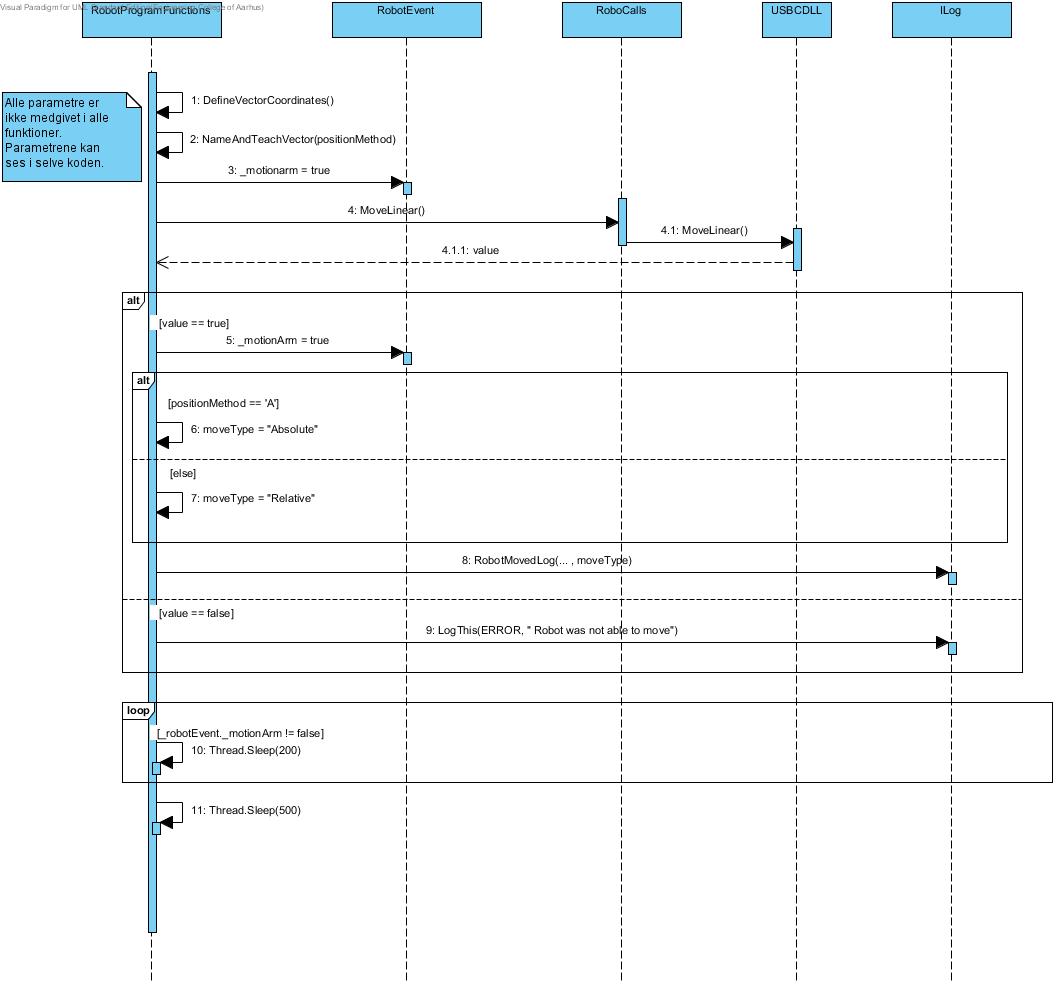 Visual Paradigm for UML College of Aarhus)
RobotProgramFunctions
RobotEvent
RoboCalls
USBCDLL
ILog
Alle parametre er
ikke medgivet i alle
funktioner.
Parametrene kan
ses i selve koden.
1: DefineVectorCoordinates()
2: NameAndTeachVector(positionMethod)
3: _motionarm = true
4: MoveLinear()
4.1: MoveLinear()
4.1.1: value
alt
[value == true]
5: _motionArm = true
alt
[positionMethod == 'A']
6: moveType = "Absolute"
[else]
7: moveType = "Relative"
8: RobotMovedLog(... , moveType)
[value == false]
9: LogThis(ERROR, " Robot was not able to move")
loop
[_robotEvent._motionArm != false]
10: Thread.Sleep(200)
11: Thread.Sleep(500)